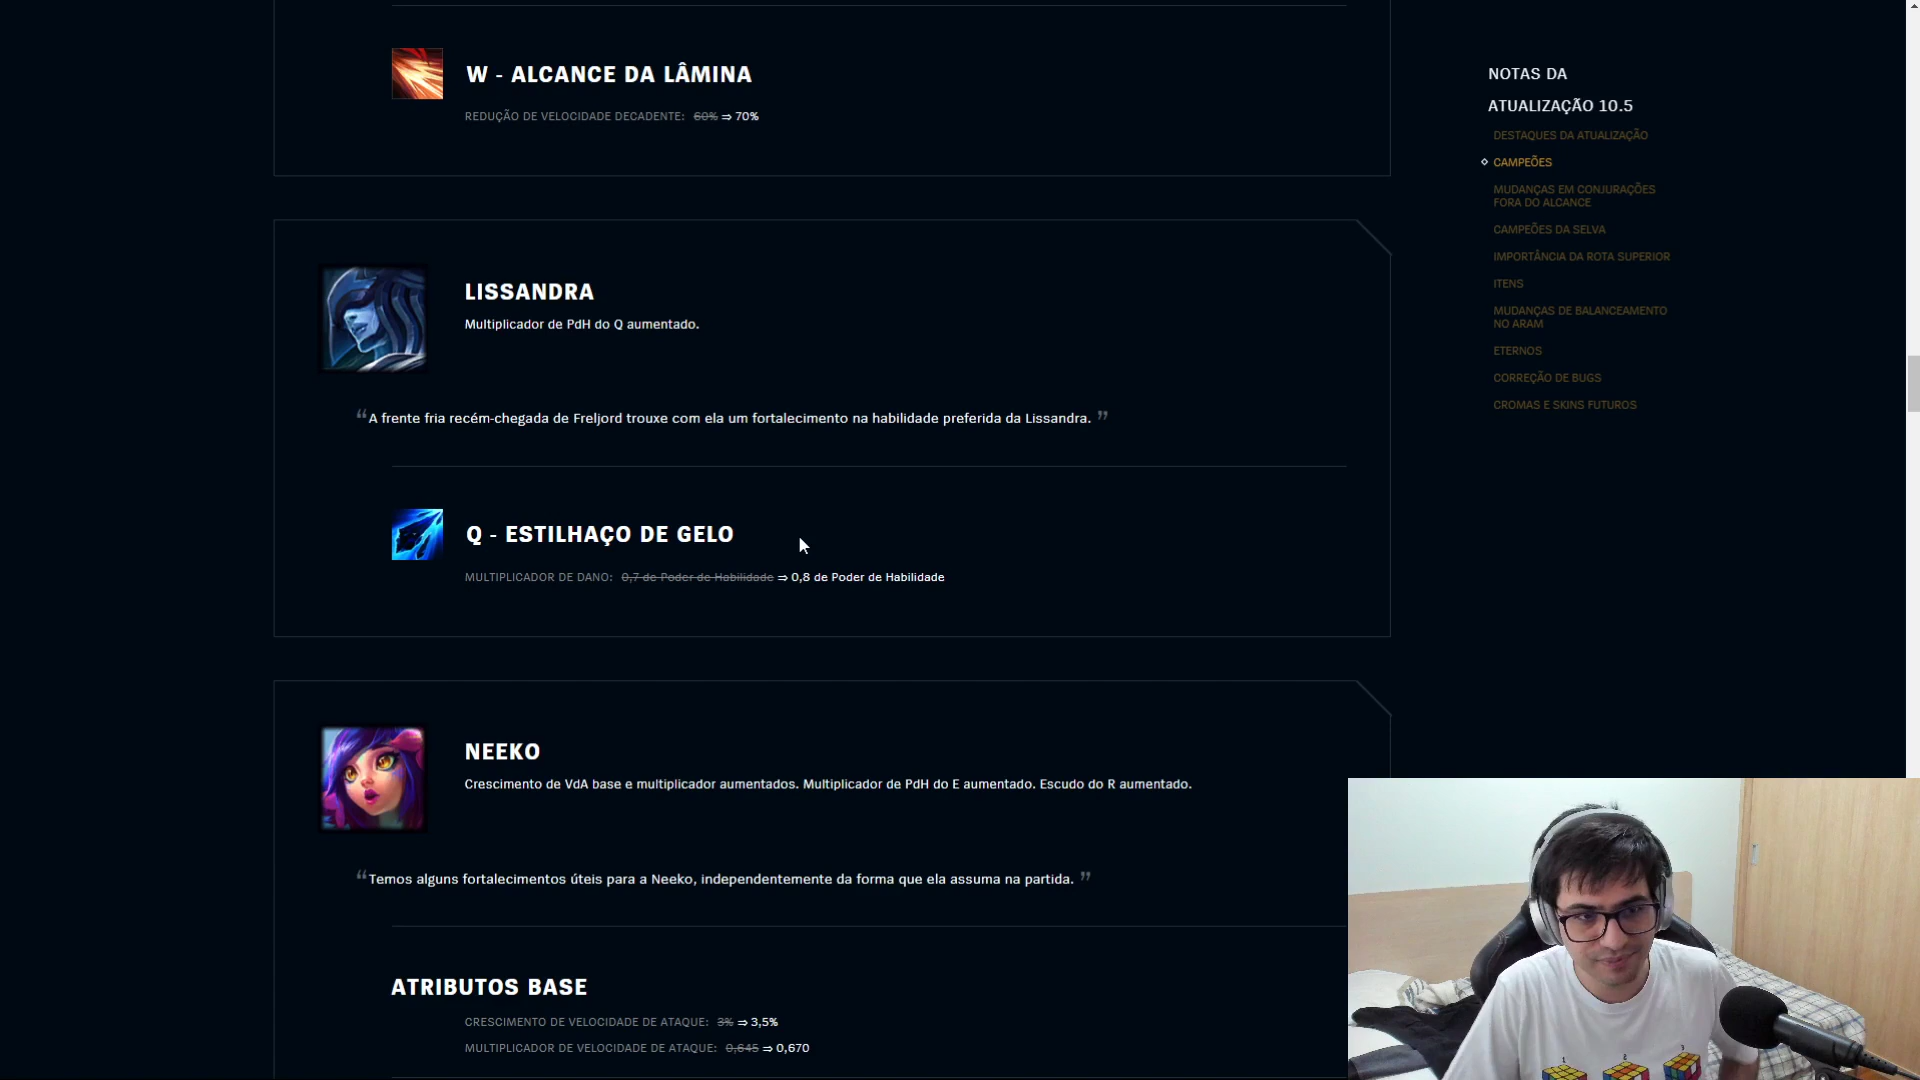 W - ALCANCE DA LÂMINA
REDUÇÃO DE VELOCIDADE DECADENTE: 60% ⇒ 70%
LISSANDRA
Multiplicador de PdH do Q aumentado.
“A frente fria recém-chegada de Freljord trouxe com ela um fortalecimento na habilidade preferida da Lissandra. ”
Q - ESTILHAÇO DE GELO
MULTIPLICADOR DE DANO: 0,7 de Poder de Habilidade ⇒ 0,8 de Poder de Habilidade
NEEKO
Crescimento de VdA base e multiplicador aumentados. Multiplicador de PdH do E aumentado. Escudo do R aumentado.
“Temos alguns fortalecimentos úteis para a Neeko, independentemente da forma que ela assuma na partida. ”
ATRIBUTOS BASE
CRESCIMENTO DE VELOCIDADE DE ATAQUE: 3% ⇒ 3,5%
MULTIPLICADOR DE VELOCIDADE DE ATAQUE: 0,645 ⇒ 0,670
NOTAS DA
ATUALIZAÇÃO 10.5
DESTAQUES DA ATUALIZAÇÃO
CAMPEÕES
MUDANÇAS EM CONJURAÇÕES
FORA DO ALCANCE
CAMPEÕES DA SELVA
IMPORTÂNCIA DA ROTA SUPERIOR
ITENS
MUDANÇAS DE BALANCEAMENTO
NO ARAM
ETERNOS
CORREÇÃO DE BUGS
CROMAS E SKINS FUTUROS
1 2 3